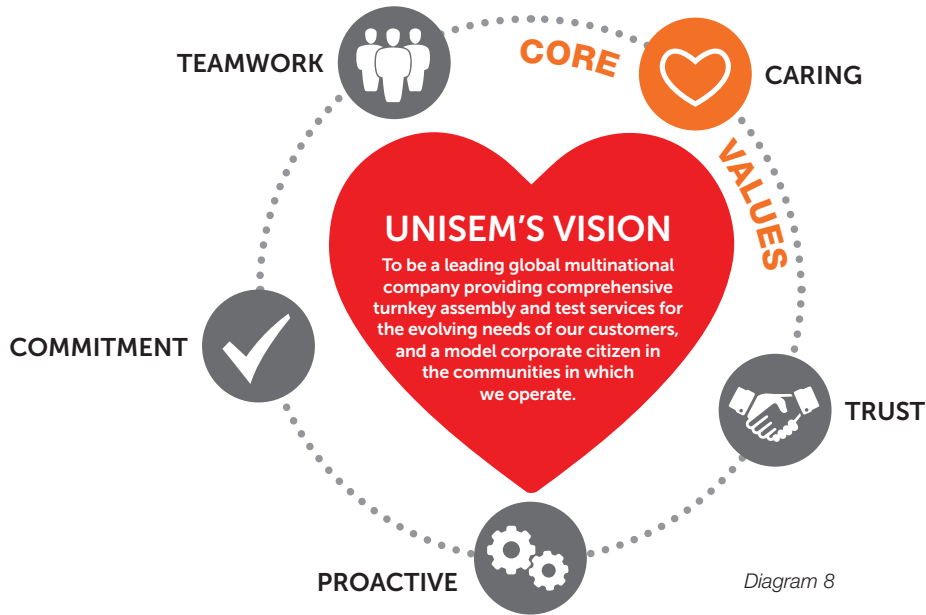 CORE
VALUES
TEAMWORK
CARING
UNISEM’S VISION
To be a leading global multinational
company providing comprehensive
turnkey assembly and test services for
the evolving needs of our customers,
and a model corporate citizen in
the communities in which
we operate.
COMMITMENT
TRUST
PROACTIVE
Diagram 8